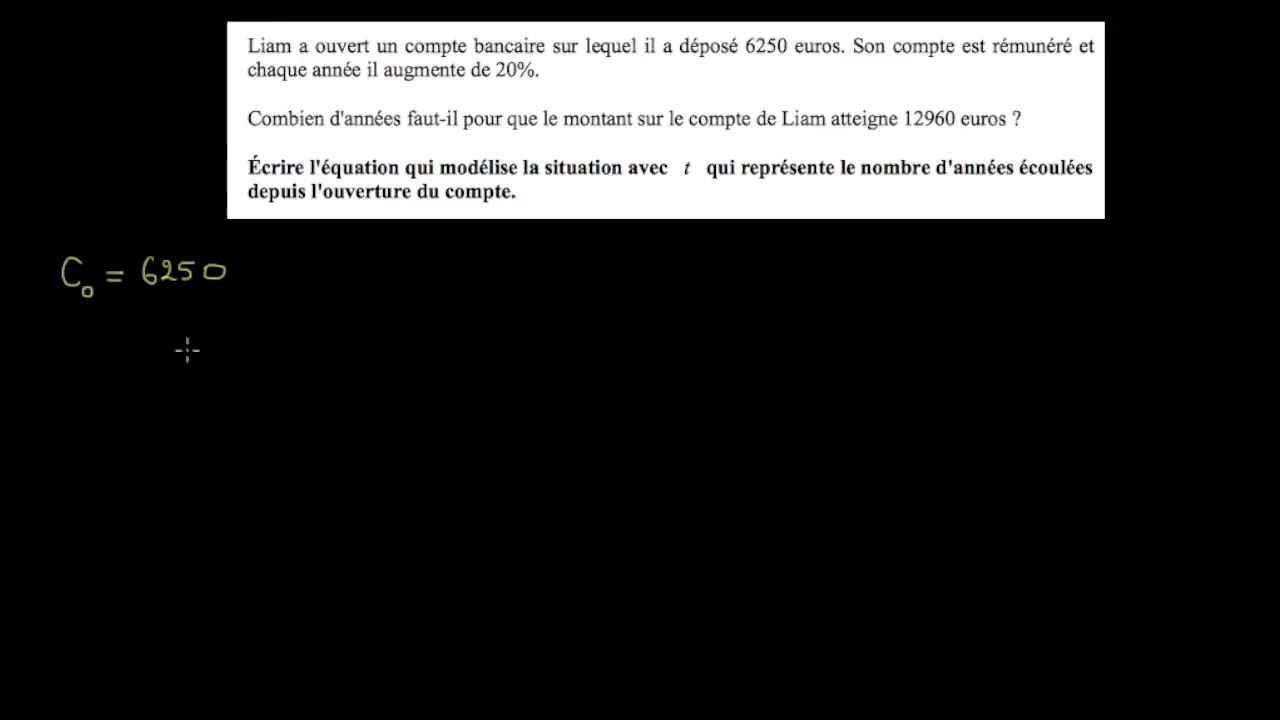 Liam a ouvert un compte bancaire sur lequel il a déposé 6250 euros. Son compte est rémunéré et
chaque année il augmente de 20%.
Combien d'années faut-il pour que le montant sur le compte de Liam atteigne 12960 euros ?
Écrire l'équation qui modélise la situation avec t qui représente le nombre d'années écoulées
depuis l'ouverture du compte.
C₀ = 6250